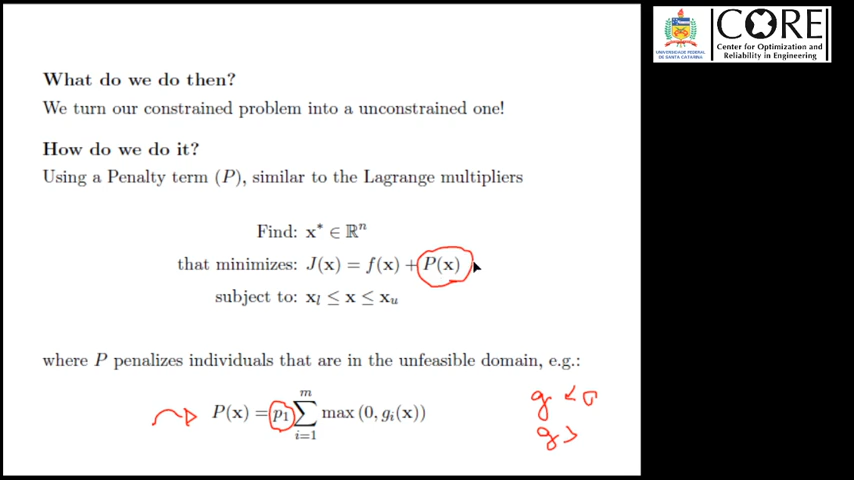 UNIVERSIDADE FEDERAL
DE SANTA CATARINA
CORE
Center for Optimization and
Reliability in Engineering
What do we do then?
We turn our constrained problem into a unconstrained one!
How do we do it?
Using a Penalty term (P), similar to the Lagrange multipliers
Find: x* ∈ ℝⁿ
that minimizes: J(x) = f(x) + P(x)
subject to: xₗ ≤ x ≤ xᵤ
where P penalizes individuals that are in the unfeasible domain, e.g.:
P(x) = p₁ ∑ᵢ₌₁ᵐ max (0, gᵢ(x))
g < 0
g >